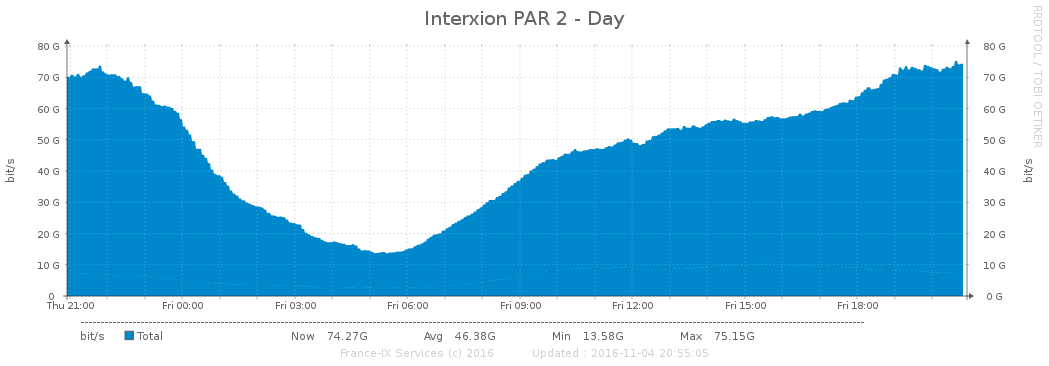 Interxion PAR 2 - Day
RRDTOOL / TOBI OETIKER
bit/s
80 G 80 G
70 G 70 G
60 G 60 G
50 G 50 G
40 G 40 G
30 G 30 G
20 G 20 G
10 G 10 G
0 0 G
bit/s
Thu 21:00 Fri 00:00 Fri 03:00 Fri 06:00 Fri 09:00 Fri 12:00 Fri 15:00 Fri 18:00
bit/s Total Now 74.27G Avg 46.38G Min 13.58G Max 75.15G
France-IX Services (c) 2016 Updated : 2016-11-04 20:55:05